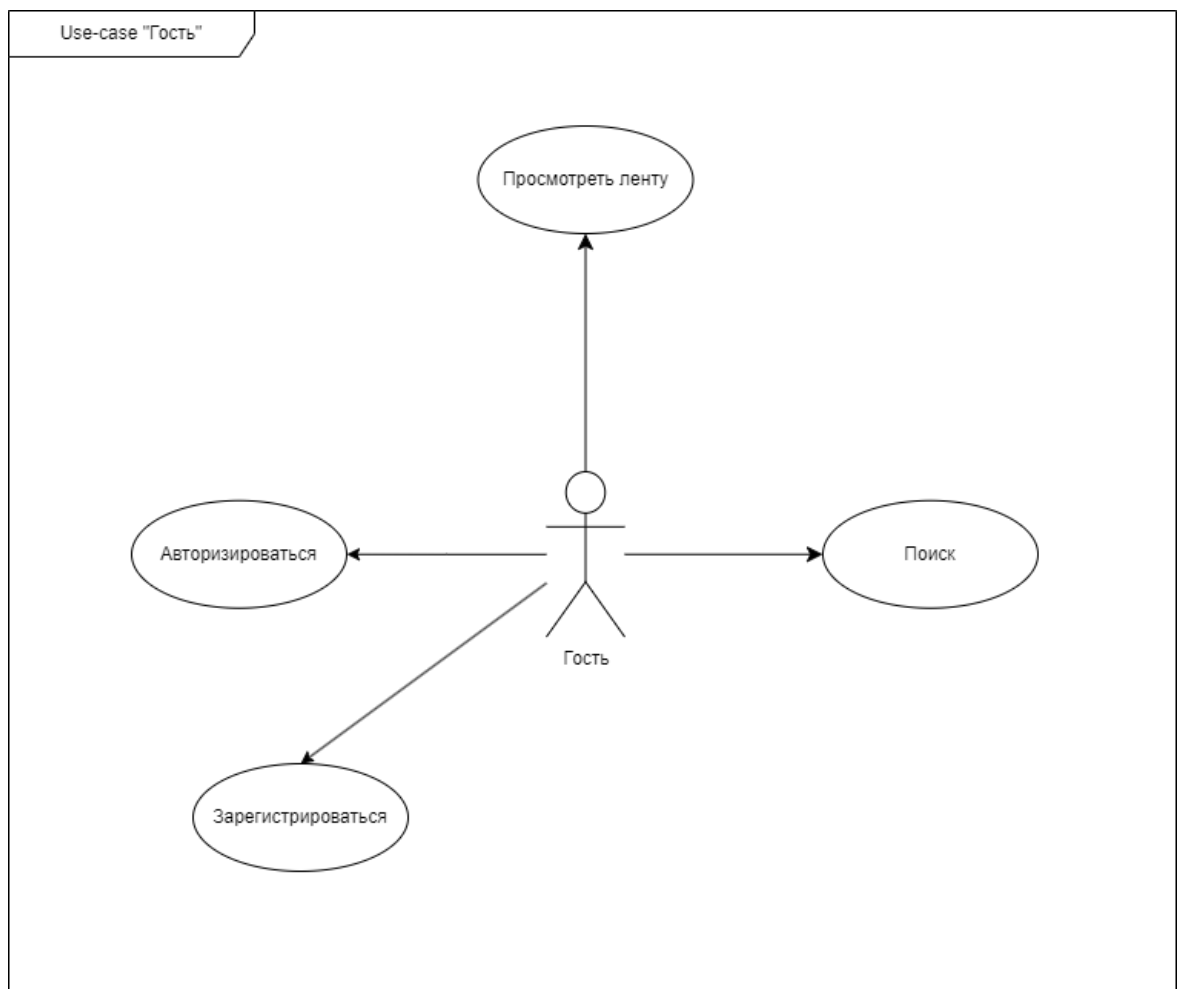 Use-case "Гость"
Просмотреть ленту
Авторизироваться
Поиск
Гость
Зарегистрироваться